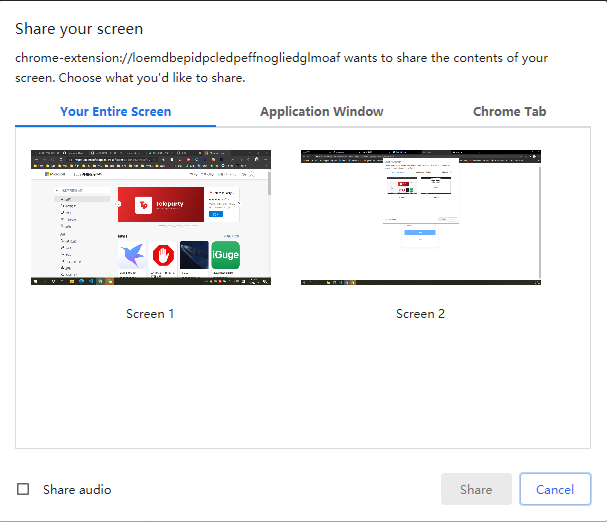 Share your screen
chrome-extension://loemdbepidpcledpeffnogliedglmoaf wants to share the contents of your
screen. Choose what you'd like to share.
Your Entire Screen
Application Window
Chrome Tab
Microsoft
teleparty
iGuge
Screen 1
Screen 2
Share audio
Share
Cancel